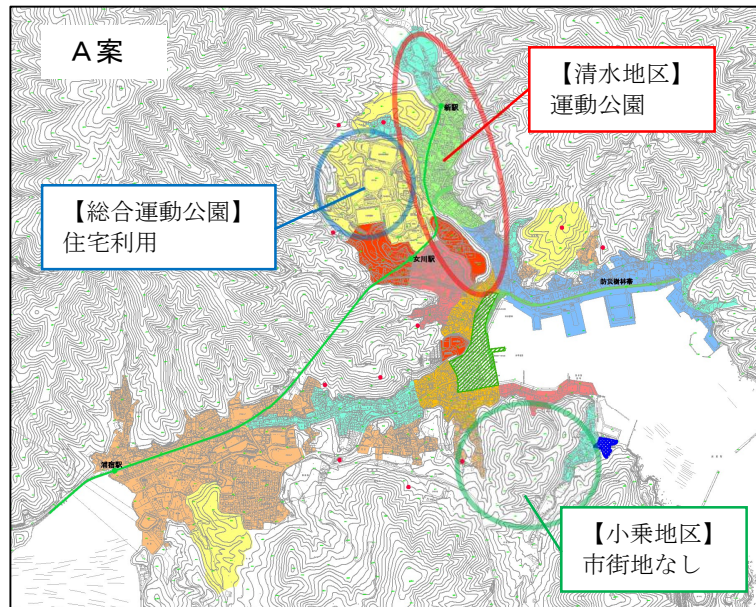 A案
【清水地区】
運動公園
新駅
【総合運動公園】
住宅利用
女川駅
防災樹林帯
浦宿駅
【小乗地区】
市街地なし